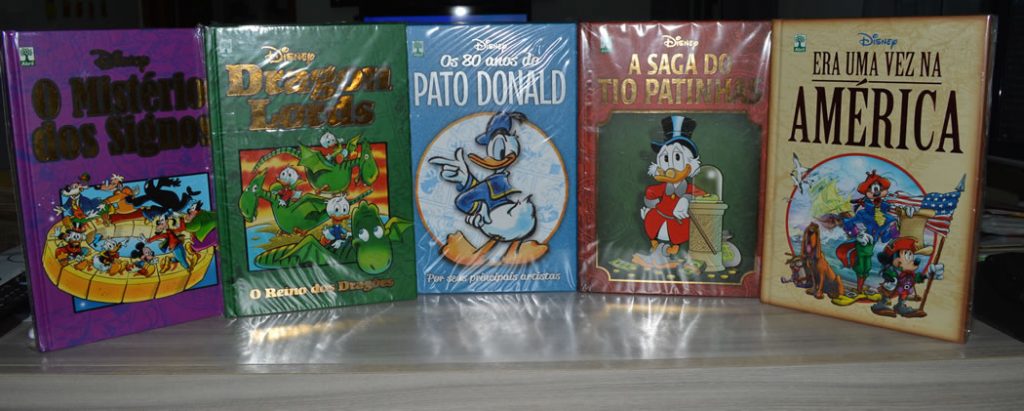 Abril
Disney
O Mistério
dos Signos
Disney
Dragon
Lords
O Reino dos Dragões
Disney
Os 80 anos do
PATO DONALD
Por seus principais artistas
Disney
A SAGA DO
TIO PATINHAS
Disney
ERA UMA VEZ NA
AMÉRICA